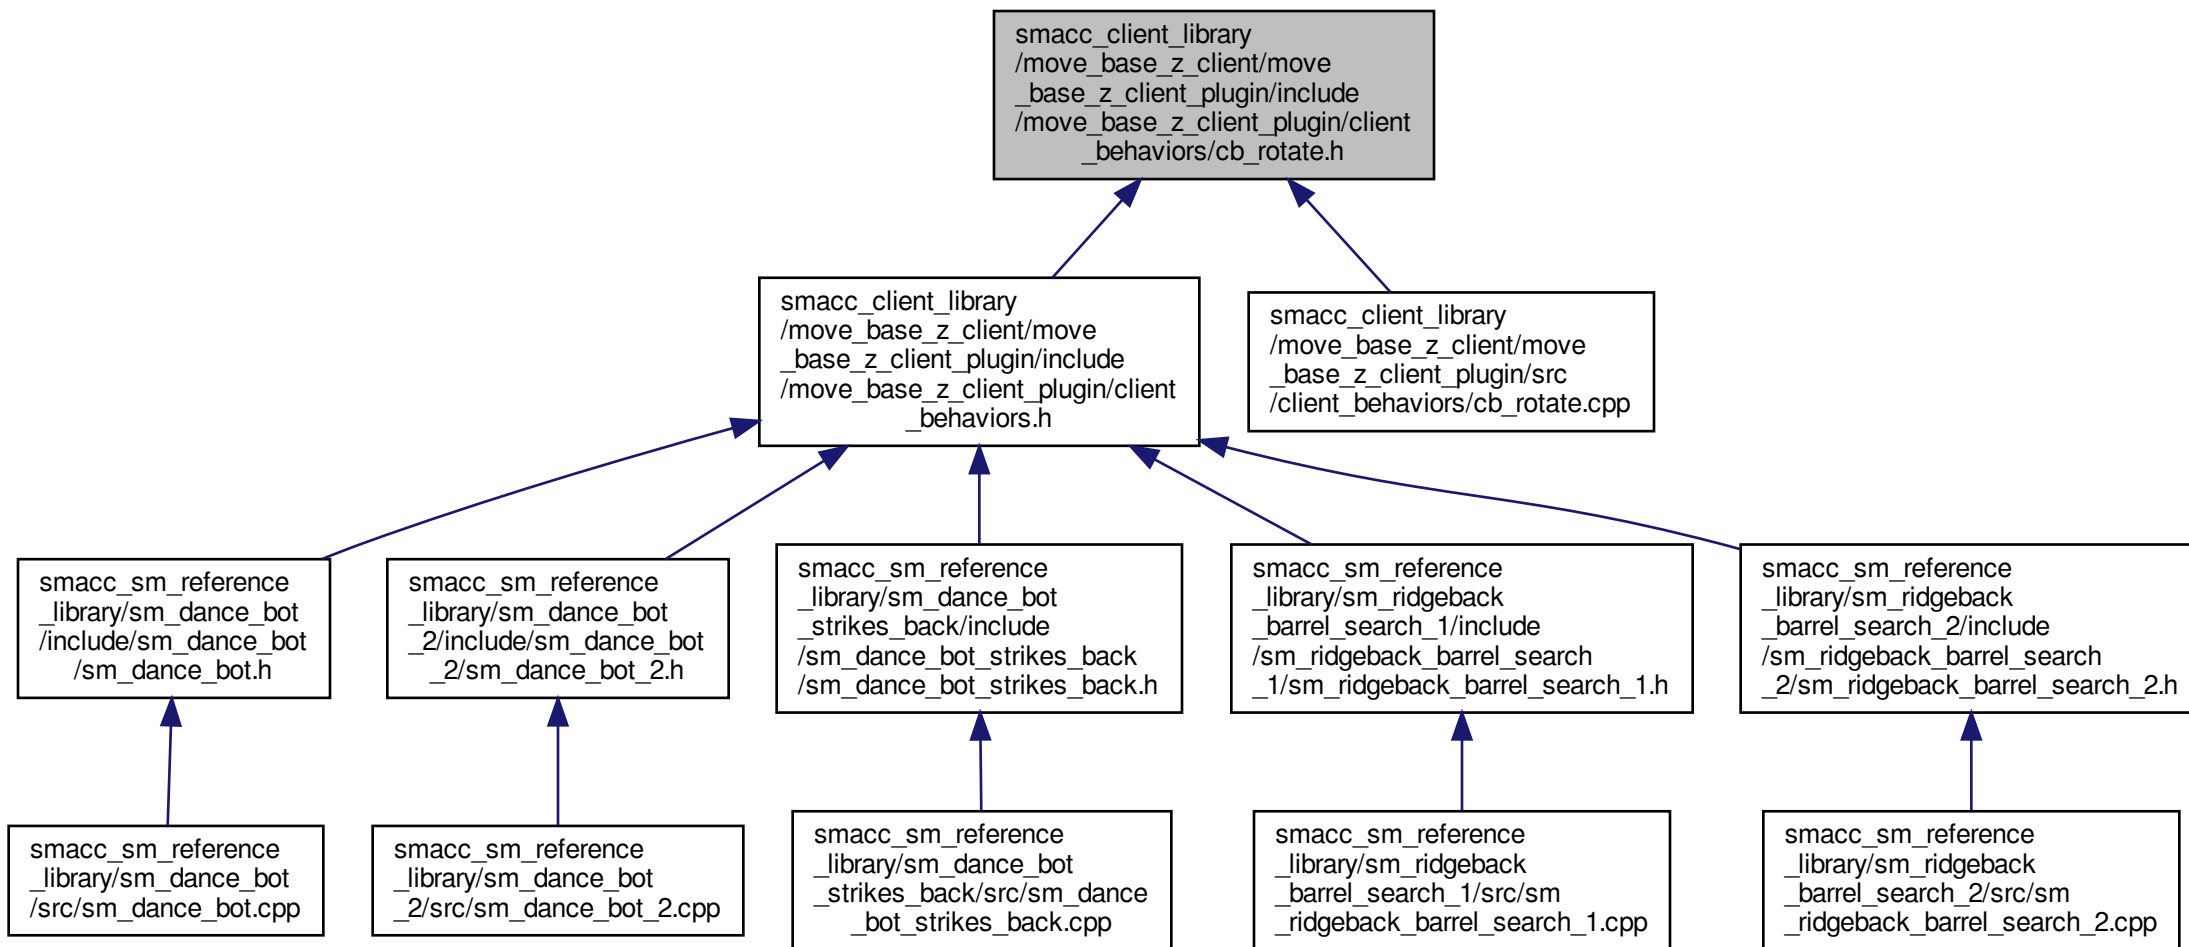 smacc_client_library
/move_base_z_client/move
_base_z_client_plugin/include
/move_base_z_client_plugin/client
_behaviors/cb_rotate.h
smacc_client_library
/move_base_z_client/move
_base_z_client_plugin/include
/move_base_z_client_plugin/client
_behaviors.h
smacc_client_library
/move_base_z_client/move
_base_z_client_plugin/src
/client_behaviors/cb_rotate.cpp
smacc_sm_reference
_library/sm_dance_bot
/include/sm_dance_bot
/sm_dance_bot.h
smacc_sm_reference
_library/sm_dance_bot
_2/include/sm_dance_bot
_2/sm_dance_bot_2.h
smacc_sm_reference
_library/sm_dance_bot
_strikes_back/include
/sm_dance_bot_strikes_back
/sm_dance_bot_strikes_back.h
smacc_sm_reference
_library/sm_ridgeback
_barrel_search_1/include
/sm_ridgeback_barrel_search
_1/sm_ridgeback_barrel_search_1.h
smacc_sm_reference
_library/sm_ridgeback
_barrel_search_2/include
/sm_ridgeback_barrel_search
_2/sm_ridgeback_barrel_search_2.h
smacc_sm_reference
_library/sm_dance_bot
/src/sm_dance_bot.cpp
smacc_sm_reference
_library/sm_dance_bot
_2/src/sm_dance_bot_2.cpp
smacc_sm_reference
_library/sm_dance_bot
_strikes_back/src/sm_dance
_bot_strikes_back.cpp
smacc_sm_reference
_library/sm_ridgeback
_barrel_search_1/src/sm
_ridgeback_barrel_search_1.cpp
smacc_sm_reference
_library/sm_ridgeback
_barrel_search_2/src/sm
_ridgeback_barrel_search_2.cpp